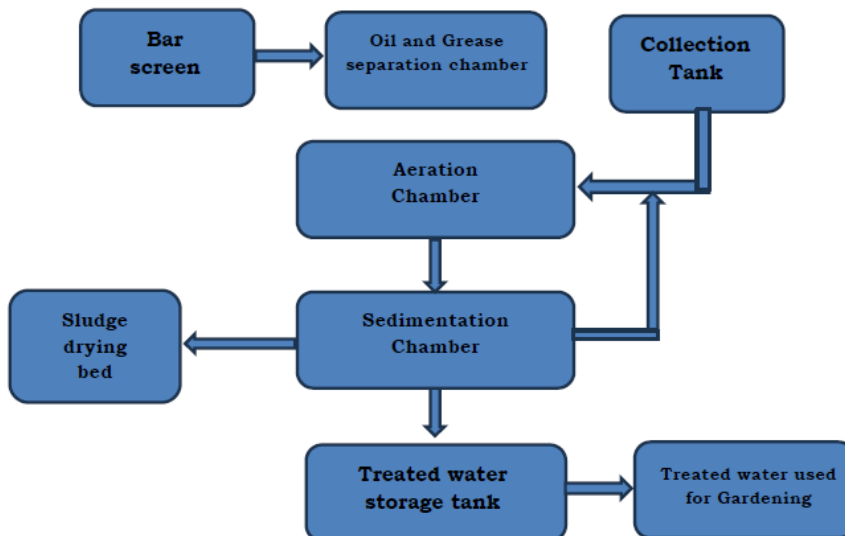 Bar
screen
Oil and Grease
separation chamber
Collection
Tank
Aeration
Chamber
Sludge
drying
bed
Sedimentation
Chamber
Treated water
storage tank
Treated water used
for Gardening